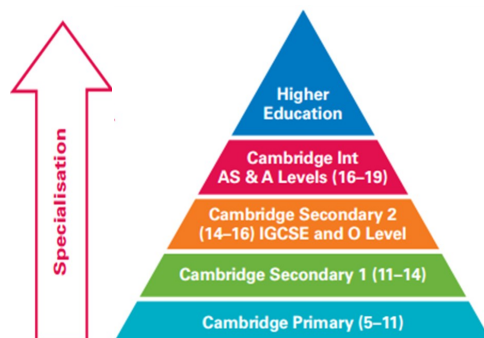 Specialisation
Higher
Education
Cambridge Int
AS & A Levels (16–19)
Cambridge Secondary 2
(14–16) IGCSE and O Level
Cambridge Secondary 1 (11–14)
Cambridge Primary (5–11)